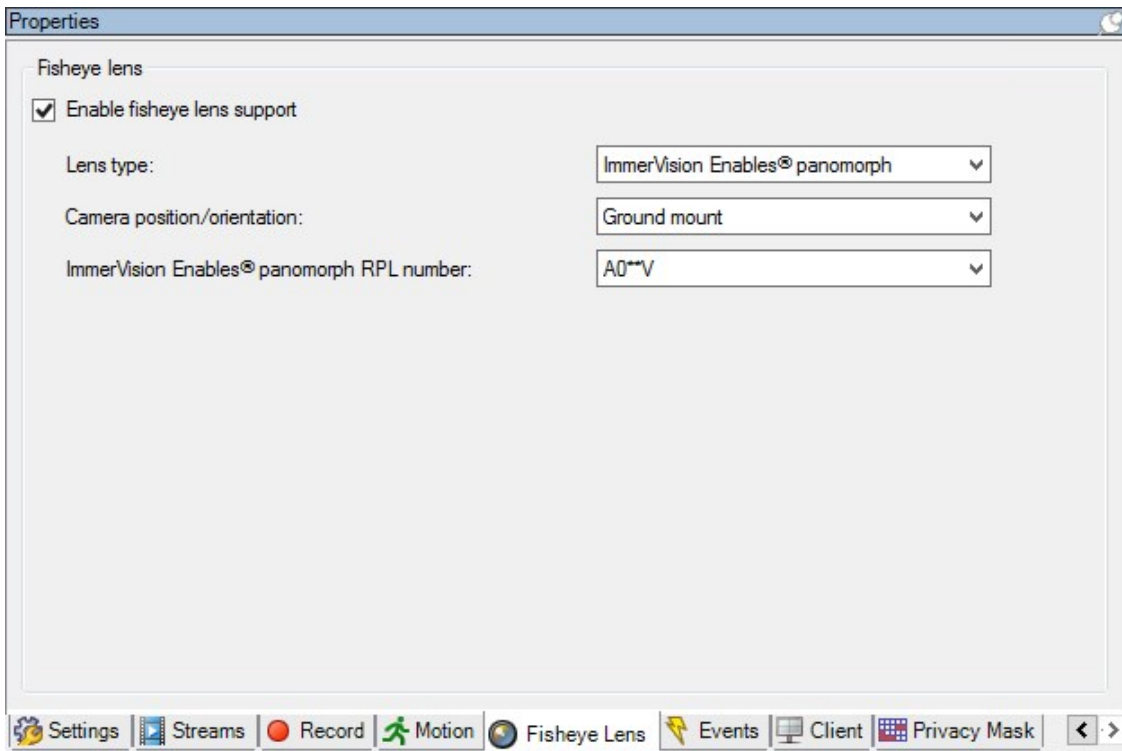 Properties
Fisheye lens
Enable fisheye lens support
Lens type: ImmerVision Enables® panomorph
Camera position/orientation: Ground mount
ImmerVision Enables® panomorph RPL number: A0**V
Settings Streams Record Motion Fisheye Lens Events Client Privacy Mask